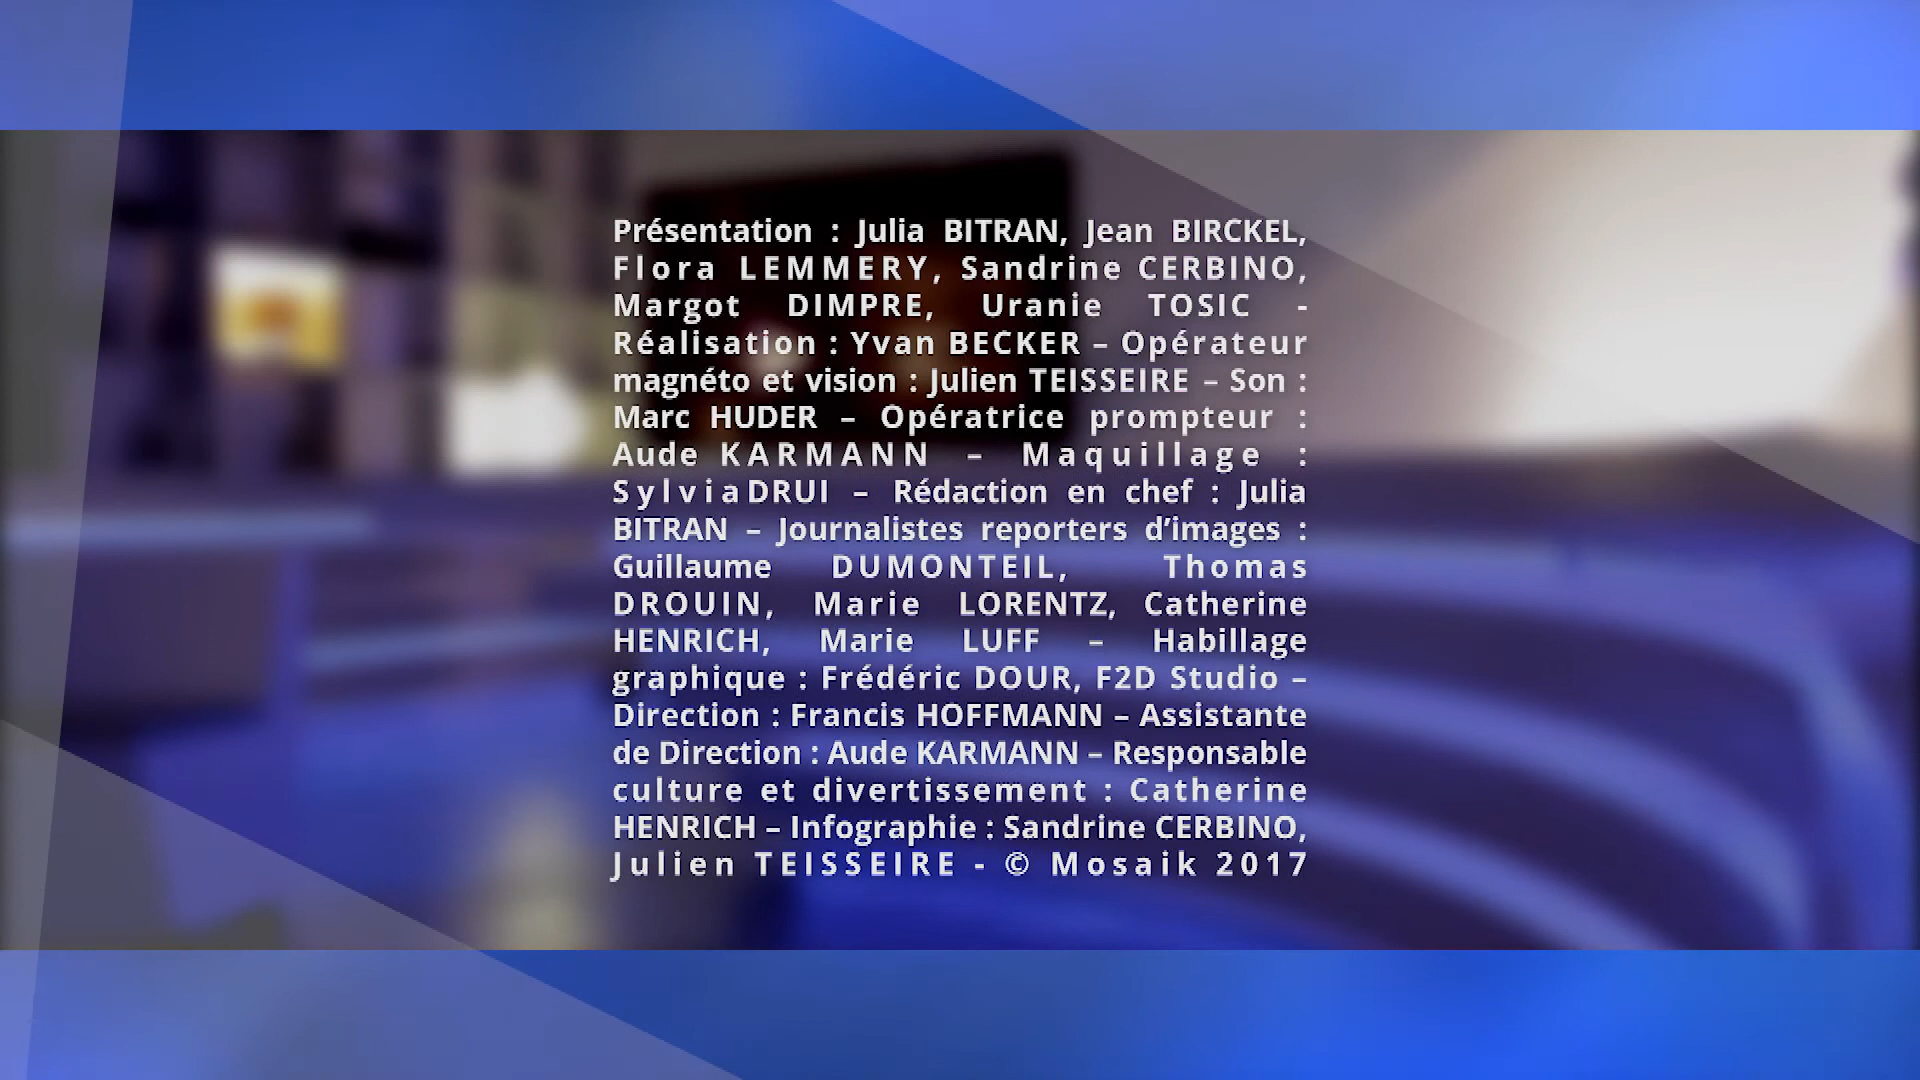 Présentation : Julia BITRAN, Jean BIRCKEL,
Flora LEMMERY, Sandrine CERBINO,
Margot DIMPRE, Uranie TOSIC -
Réalisation : Yvan BECKER – Opérateur
magnéto et vision : Julien TEISSEIRE – Son :
Marc HUDER – Opératrice prompteur :
Aude KARMANN – Maquillage :
SylviaDRUI – Rédaction en chef : Julia
BITRAN – Journalistes reporters d’images :
Guillaume DUMONTEIL, Thomas
DROUIN, Marie LORENTZ, Catherine
HENRICH, Marie LUFF – Habillage
graphique : Frédéric DOUR, F2D Studio –
Direction : Francis HOFFMANN – Assistante
de Direction : Aude KARMANN – Responsable
culture et divertissement : Catherine
HENRICH – Infographie : Sandrine CERBINO,
Julien TEISSEIRE - © Mosaik 2017